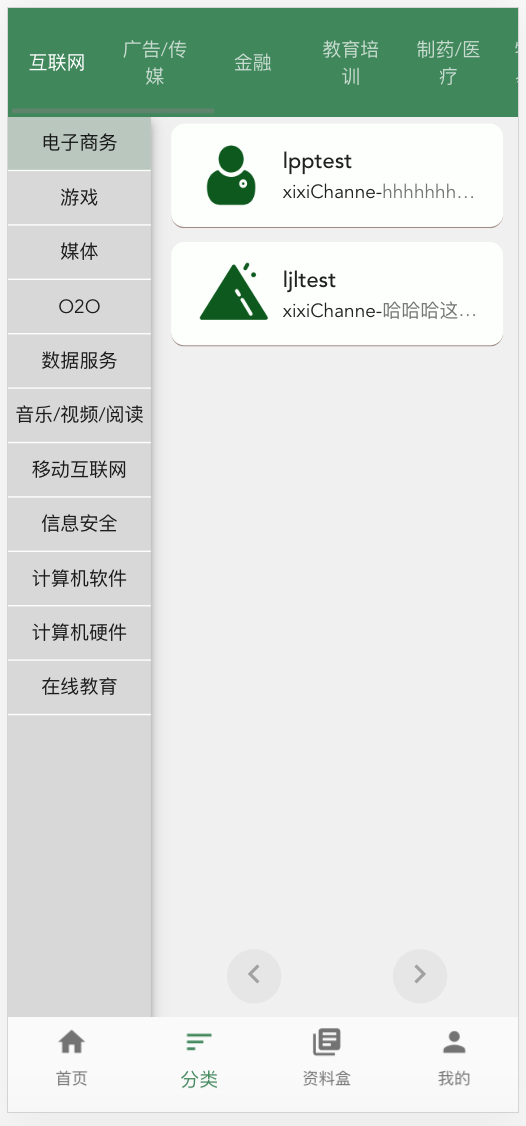 互联网
广告/传
媒
金融
教育培
训
制药/医
疗
电子商务
游戏
媒体
O2O
数据服务
音乐/视频/阅读
移动互联网
信息安全
计算机软件
计算机硬件
在线教育
lpptest
xixiChanne-hhhhhhh...
ljltest
xixiChanne-哈哈哈这...
首页
分类
资料盒
我的